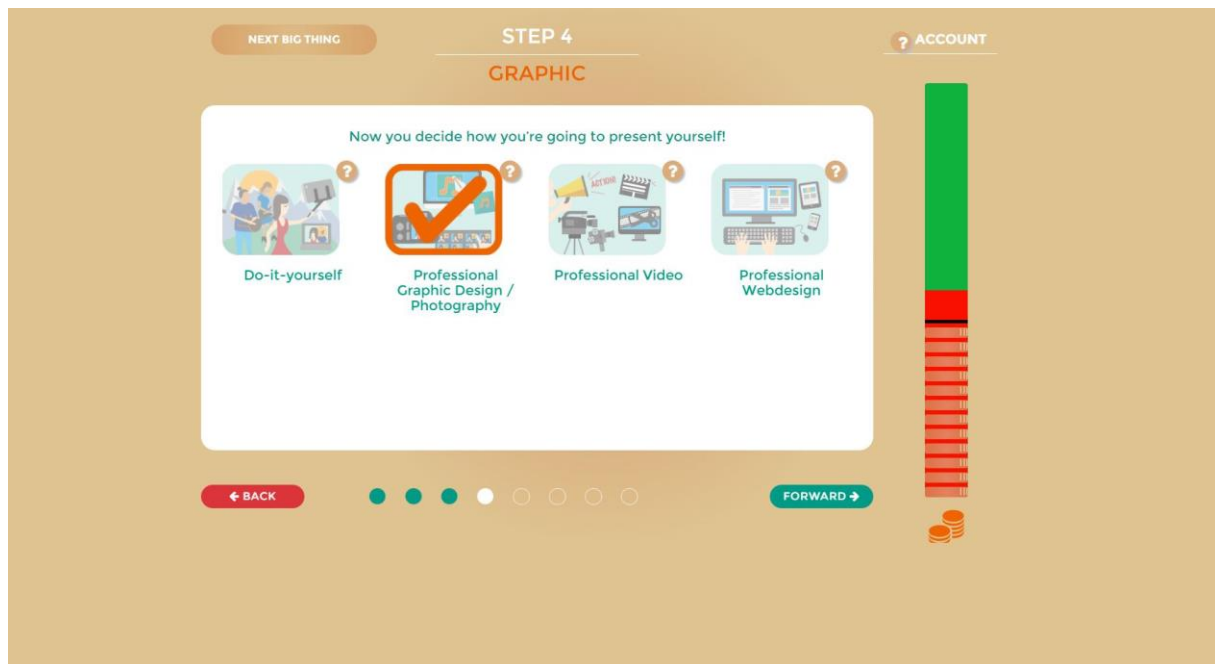 NEXT BIG THING
STEP 4
? ACCOUNT
GRAPHIC
Now you decide how you're going to present yourself!
?
?
?
?
ACTION
Do-it-yourself
Professional
Graphic Design /
Photography
Professional Video
Professional
Webdesign
BACK
FORWARD